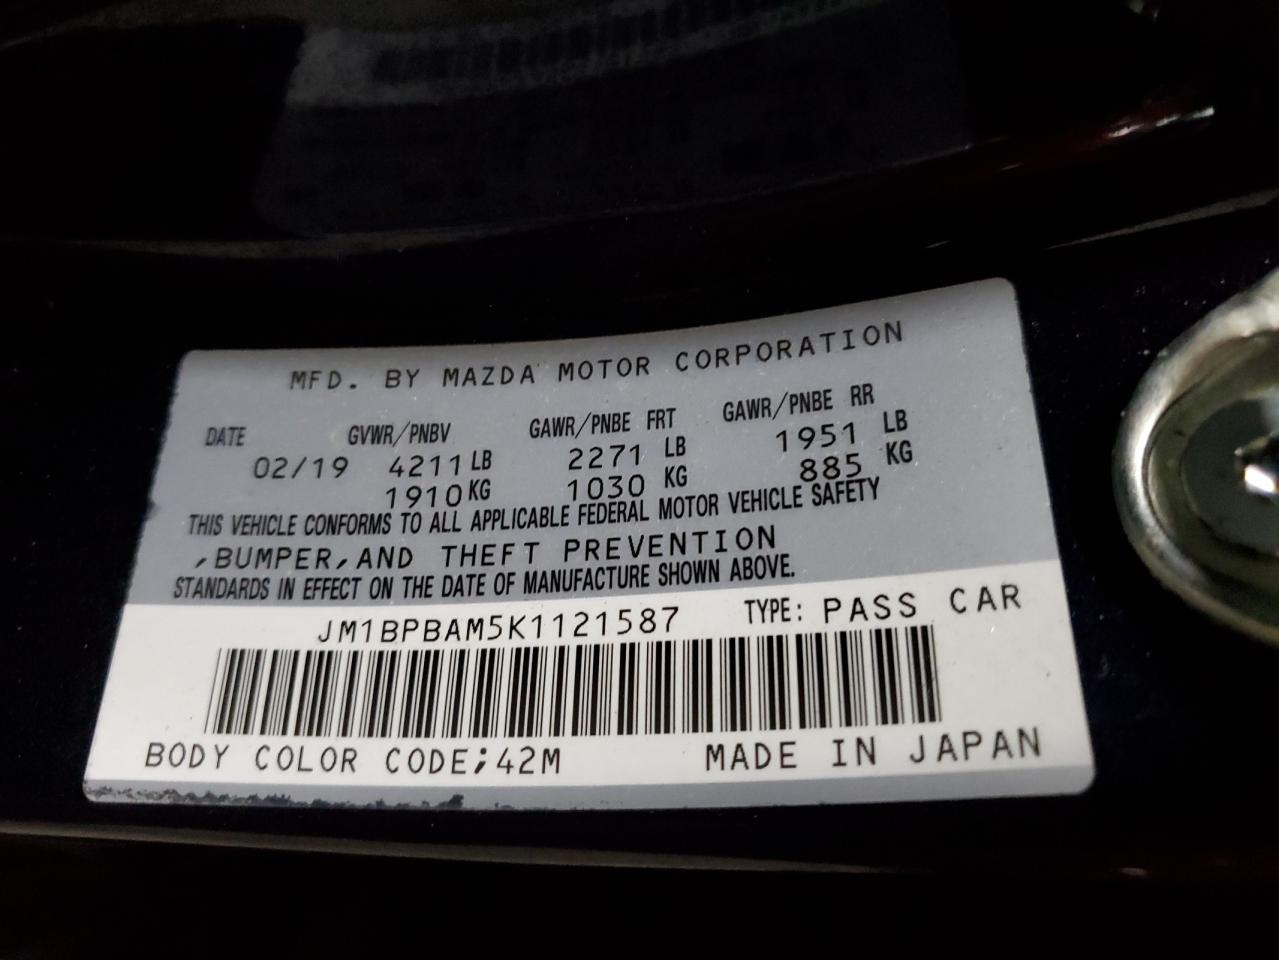 MFD. BY MAZDA MOTOR CORPORATION
DATE GVWR/PNBV GAWR/PNBE FRT GAWR/PNBE RR
02/19 4211 LB 2271 LB 1951 LB
1910 KG 1030 KG 885 KG
THIS VEHICLE CONFORMS TO ALL APPLICABLE FEDERAL MOTOR VEHICLE SAFETY
,BUMPER,AND THEFT PREVENTION
STANDARDS IN EFFECT ON THE DATE OF MANUFACTURE SHOWN ABOVE.
JM1BPBAM5K1121587 TYPE: PASS CAR
BODY COLOR CODE;42M MADE IN JAPAN